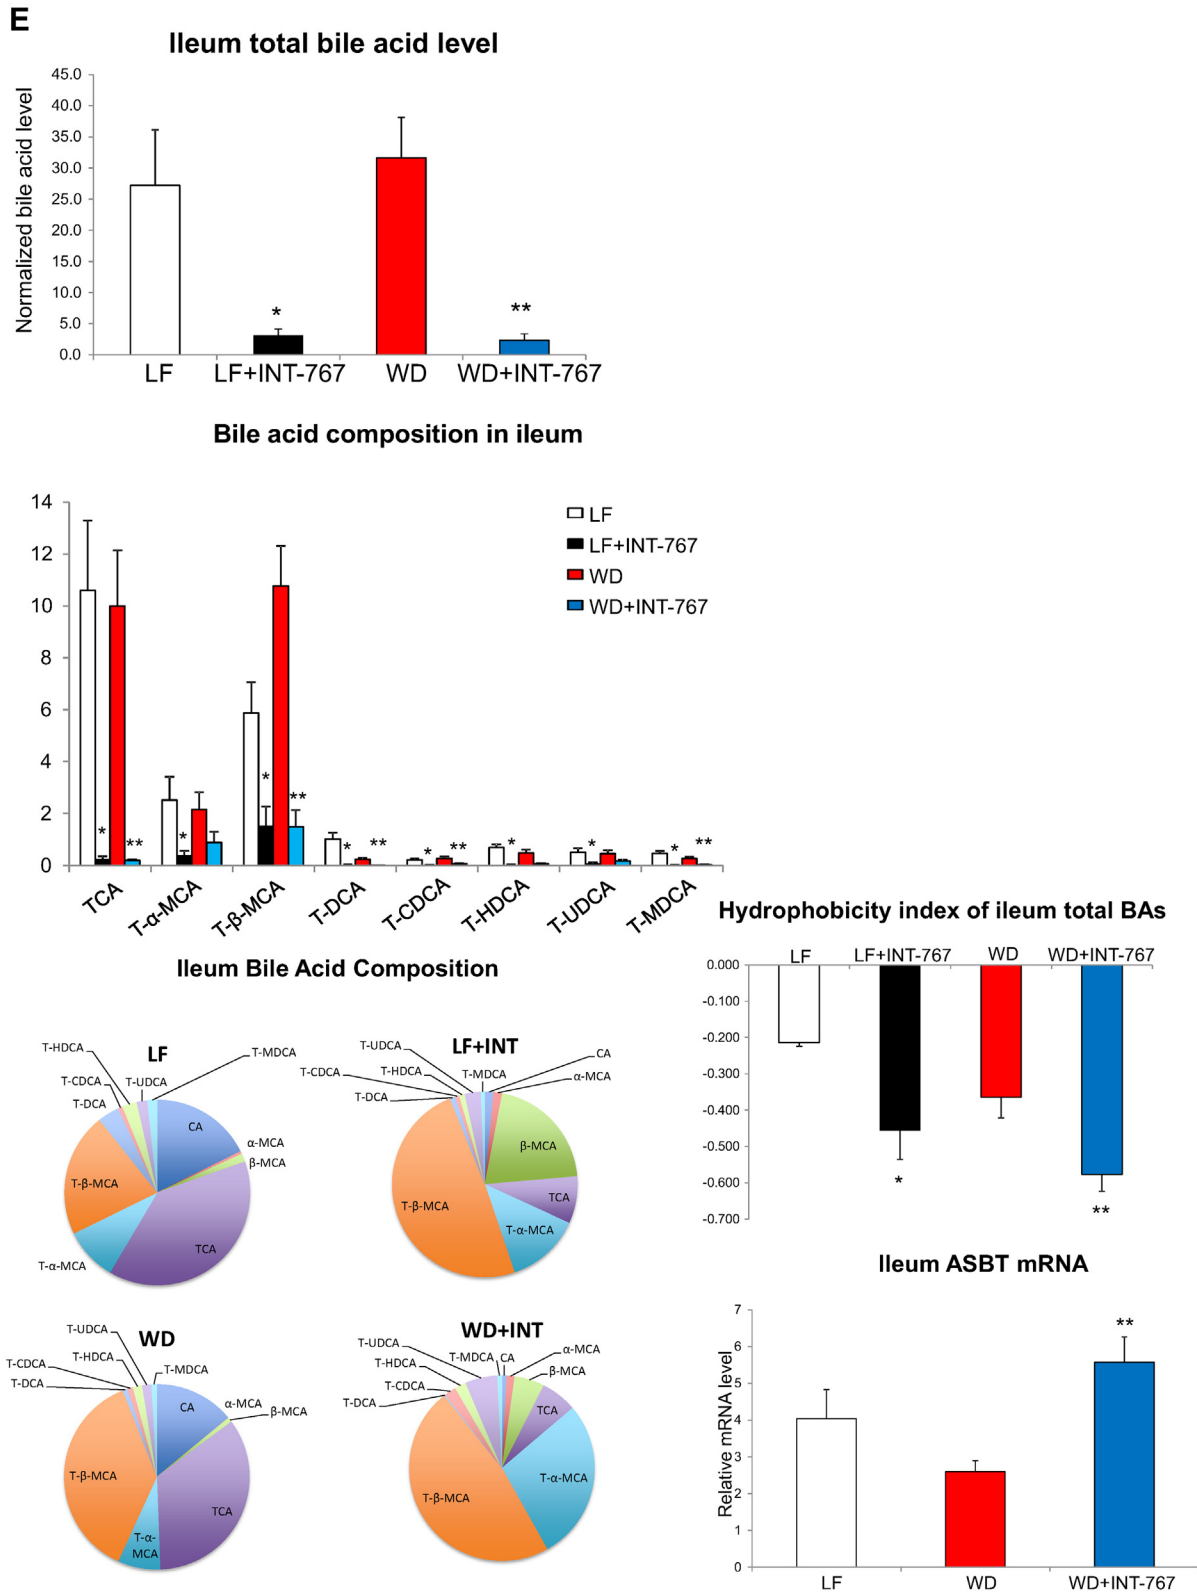 E
Ileum total bile acid level
Normalized bile acid level
45.0
40.0
35.0
30.0
25.0
20.0
15.0
10.0
5.0
0.0
*
**
LF LF+INT-767 WD WD+INT-767
Bile acid composition in ileum
14
12
10
8
6
4
2
0
LF
LF+INT-767
WD
WD+INT-767
* ** * * ** * ** * ** * * * **
TCA T-α-MCA T-β-MCA T-DCA T-CDCA T-HDCA T-UDCA T-MDCA
Ileum Bile Acid Composition
LF
T-HDCA
T-CDCA
T-DCA
T-UDCA
T-MDCA
CA
α-MCA
β-MCA
TCA
T-α-MCA
T-β-MCA
LF+INT
T-UDCA
T-CDCA
T-HDCA
T-DCA
T-MDCA
CA
α-MCA
β-MCA
TCA
T-α-MCA
T-β-MCA
WD
T-UDCA
T-HDCA
T-CDCA
T-DCA
T-MDCA
CA
α-MCA
β-MCA
TCA
T-α-
MCA
T-β-MCA
WD+INT
T-UDCA
T-HDCA
T-CDCA
T-DCA
T-MDCA
CA
α-MCA
β-MCA
TCA
T-α-MCA
T-β-MCA
Hydrophobicity index of ileum total BAs
LF LF+INT-767 WD WD+INT-767
0.000
-0.100
-0.200
-0.300
-0.400
-0.500
-0.600
-0.700
*
**
Ileum ASBT mRNA
Relative mRNA level
7
6
5
4
3
2
1
0
**
LF WD WD+INT-767